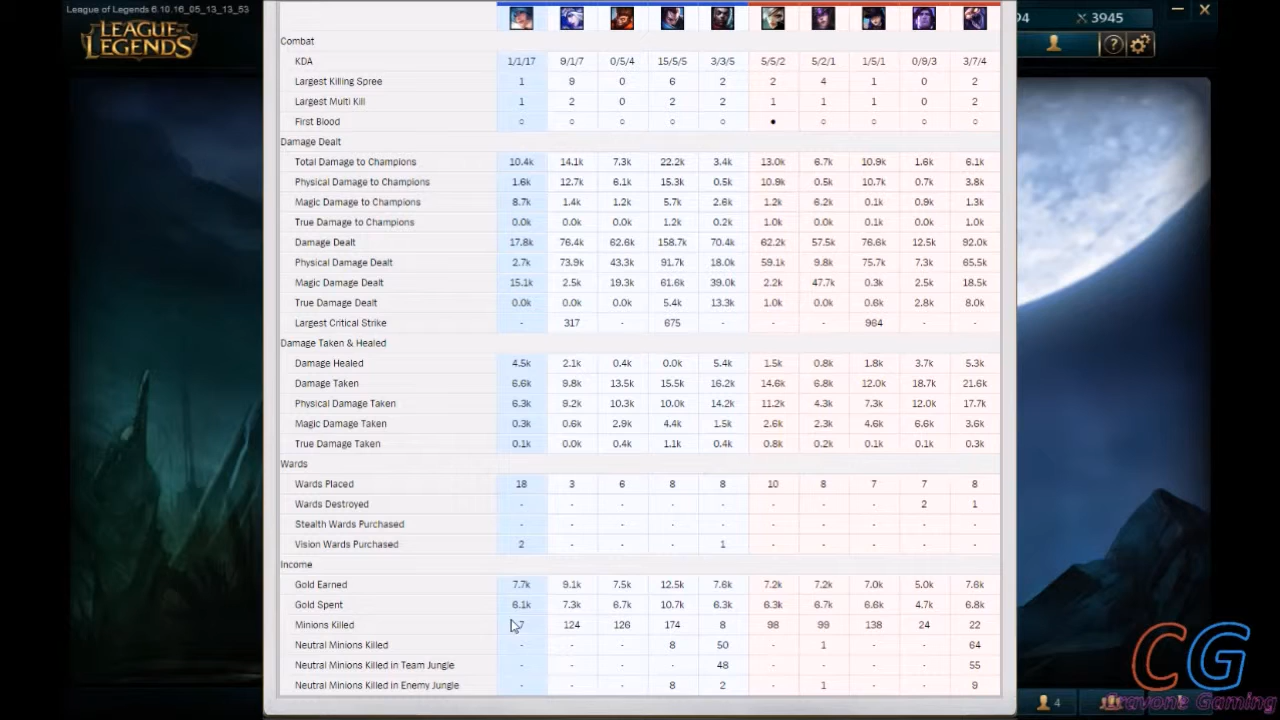 League of Legends 6.10.16_05_13_13_53
LEAGUE OF
LEGENDS
94
3945
?
Combat
KDA 1/1/17 9/1/7 0/5/4 15/5/5 3/3/5 5/5/2 5/2/1 1/5/1 0/9/3 3/7/4
Largest Killing Spree 1 9 0 6 2 2 4 1 0 2
Largest Multi Kill 1 2 0 2 2 1 1 1 0 2
First Blood ○ ○ ○ ○ ○ ● ○ ○ ○ ○
Damage Dealt
Total Damage to Champions 10.4k 14.1k 7.3k 22.2k 3.4k 13.0k 6.7k 10.9k 1.6k 6.1k
Physical Damage to Champions 1.6k 12.7k 6.1k 15.3k 0.5k 10.9k 0.5k 10.7k 0.7k 3.8k
Magic Damage to Champions 8.7k 1.4k 1.2k 5.7k 2.6k 1.2k 6.2k 0.1k 0.9k 1.3k
True Damage to Champions 0.0k 0.0k 0.0k 1.2k 0.2k 1.0k 0.0k 0.1k 0.0k 1.0k
Damage Dealt 17.8k 76.4k 62.6k 158.7k 70.4k 62.2k 57.5k 76.6k 12.5k 92.0k
Physical Damage Dealt 2.7k 73.9k 43.3k 91.7k 18.0k 59.1k 9.8k 75.7k 7.3k 65.5k
Magic Damage Dealt 15.1k 2.5k 19.3k 61.6k 39.0k 2.2k 47.7k 0.3k 2.5k 18.5k
True Damage Dealt 0.0k 0.0k 0.0k 5.4k 13.3k 1.0k 0.0k 0.6k 2.8k 8.0k
Largest Critical Strike - 317 - 675 - - - 964 - -
Damage Taken & Healed
Damage Healed 4.5k 2.1k 0.4k 0.0k 5.4k 1.5k 0.8k 1.8k 3.7k 5.3k
Damage Taken 6.6k 9.8k 13.5k 15.5k 16.2k 14.6k 6.8k 12.0k 18.7k 21.6k
Physical Damage Taken 6.3k 9.2k 10.3k 10.0k 14.2k 11.2k 4.3k 7.3k 12.0k 17.7k
Magic Damage Taken 0.3k 0.6k 2.9k 4.4k 1.5k 2.6k 2.3k 4.6k 6.6k 3.6k
True Damage Taken 0.1k 0.0k 0.4k 1.1k 0.4k 0.8k 0.2k 0.1k 0.1k 0.3k
Wards
Wards Placed 18 3 6 8 8 10 8 7 7 8
Wards Destroyed - - - - - - - - 2 1
Stealth Wards Purchased - - - - - - - - - -
Vision Wards Purchased 2 - - - 1 - - - - -
Income
Gold Earned 7.7k 9.1k 7.5k 12.5k 7.6k 7.2k 7.2k 7.0k 5.0k 7.6k
Gold Spent 6.1k 7.3k 6.7k 10.7k 6.3k 6.3k 6.7k 6.6k 4.7k 6.8k
Minions Killed 7 124 126 174 8 98 99 138 24 22
Neutral Minions Killed - - - 8 50 - 1 - - 64
Neutral Minions Killed in Team Jungle - - - - 48 - - - - 55
Neutral Minions Killed in Enemy Jungle - - - 8 2 - 1 - - 9
CG
4
Gaming